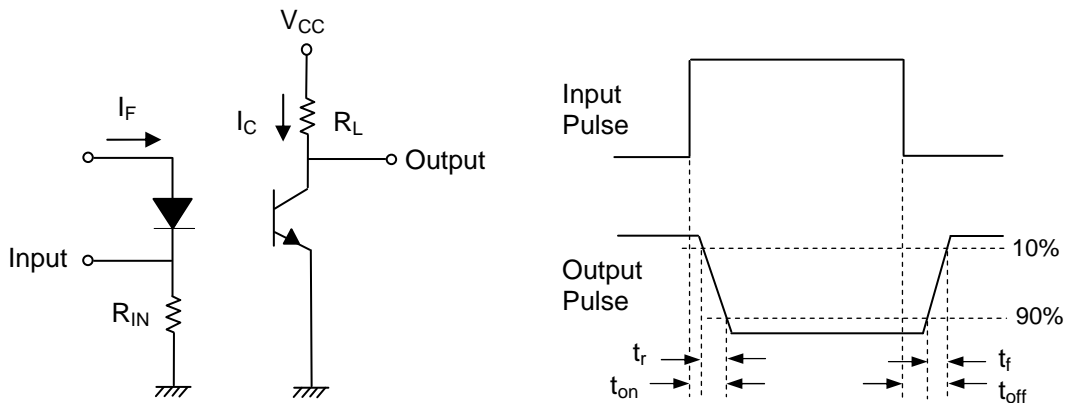 V_CC
I_F
I_C
R_L
Output
Input
R_IN
Input
Pulse
10%
Output
Pulse
90%
t_r
t_f
t_on
t_off